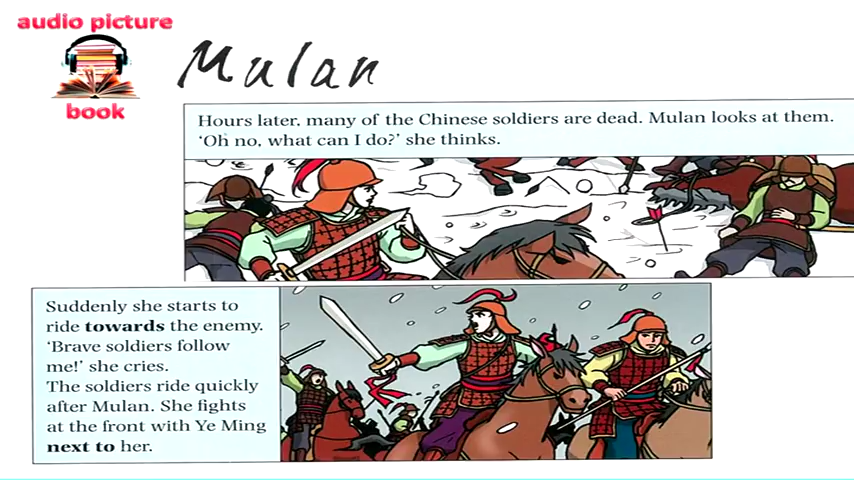 audio picture
book
Mulan
Hours later, many of the Chinese soldiers are dead. Mulan looks at them.
‘Oh no, what can I do?’ she thinks.
Suddenly she starts to
ride towards the enemy.
‘Brave soldiers follow
me!’ she cries.
The soldiers ride quickly
after Mulan. She fights
at the front with Ye Ming
next to her.